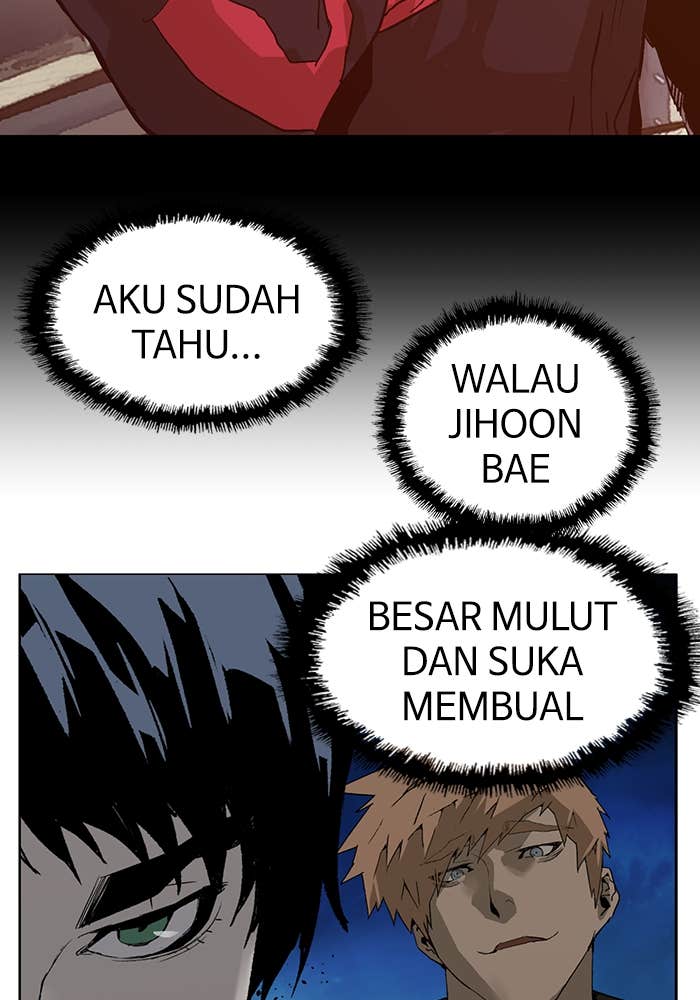 AKU SUDAH
TAHU...
WALAU
JIHOON
BAE
BESAR MULUT
DAN SUKA
MEMBUAL